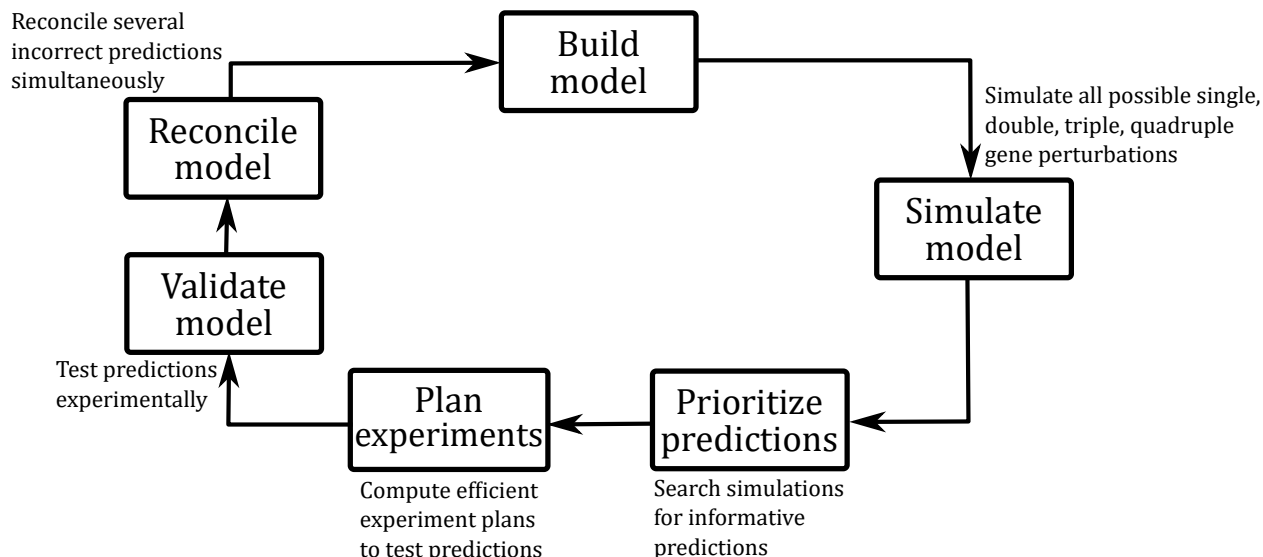 Reconcile several
incorrect predictions
simultaneously
Build
model
Simulate all possible single,
double, triple, quadruple
gene perturbations
Reconcile
model
Simulate
model
Validate
model
Test predictions
experimentally
Plan
experiments
Prioritize
predictions
Compute efficient
experiment plans
to test predictions
Search simulations
for informative
predictions